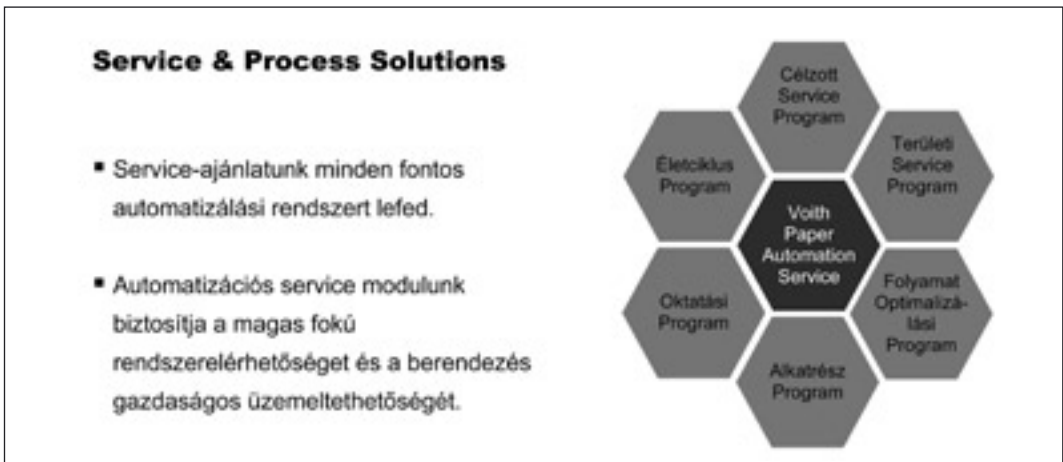 Service & Process Solutions
▪ Service-ajánlatunk minden fontos
automatizálási rendszert lefed.
▪ Automatizációs service modulunk
biztosítja a magas fokú
rendszerelérhetőséget és a berendezés
gazdaságos üzemeltethetőségét.
Célzott
Service
Program
Területi
Service
Program
Életciklus
Program
Voith
Paper
Automation
Service
Folyamat
Optimalizá-
lási
Program
Oktatási
Program
Alkatrész
Program